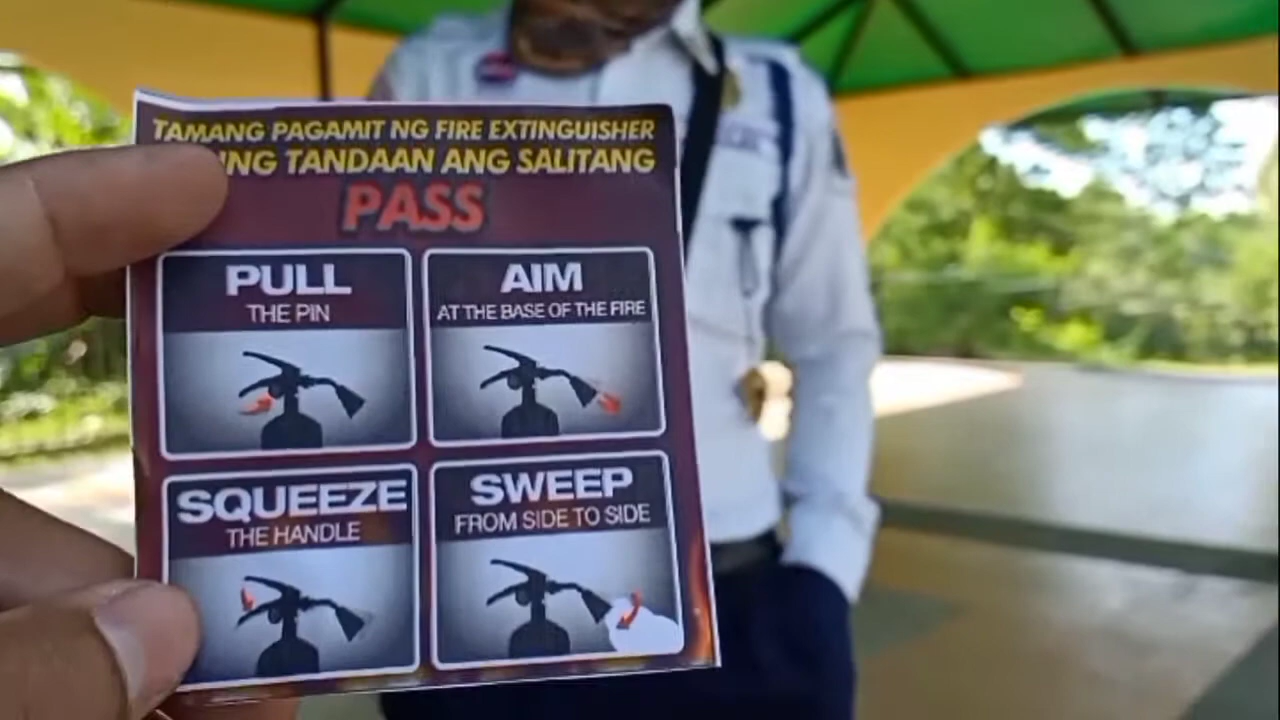 TAMANG PAGAMIT NG FIRE EXTINGUISHER
TANDAAN ANG SALITANG
PASS
PULL
THE PIN
AIM
AT THE BASE OF THE FIRE
SQUEEZE
THE HANDLE
SWEEP
FROM SIDE TO SIDE